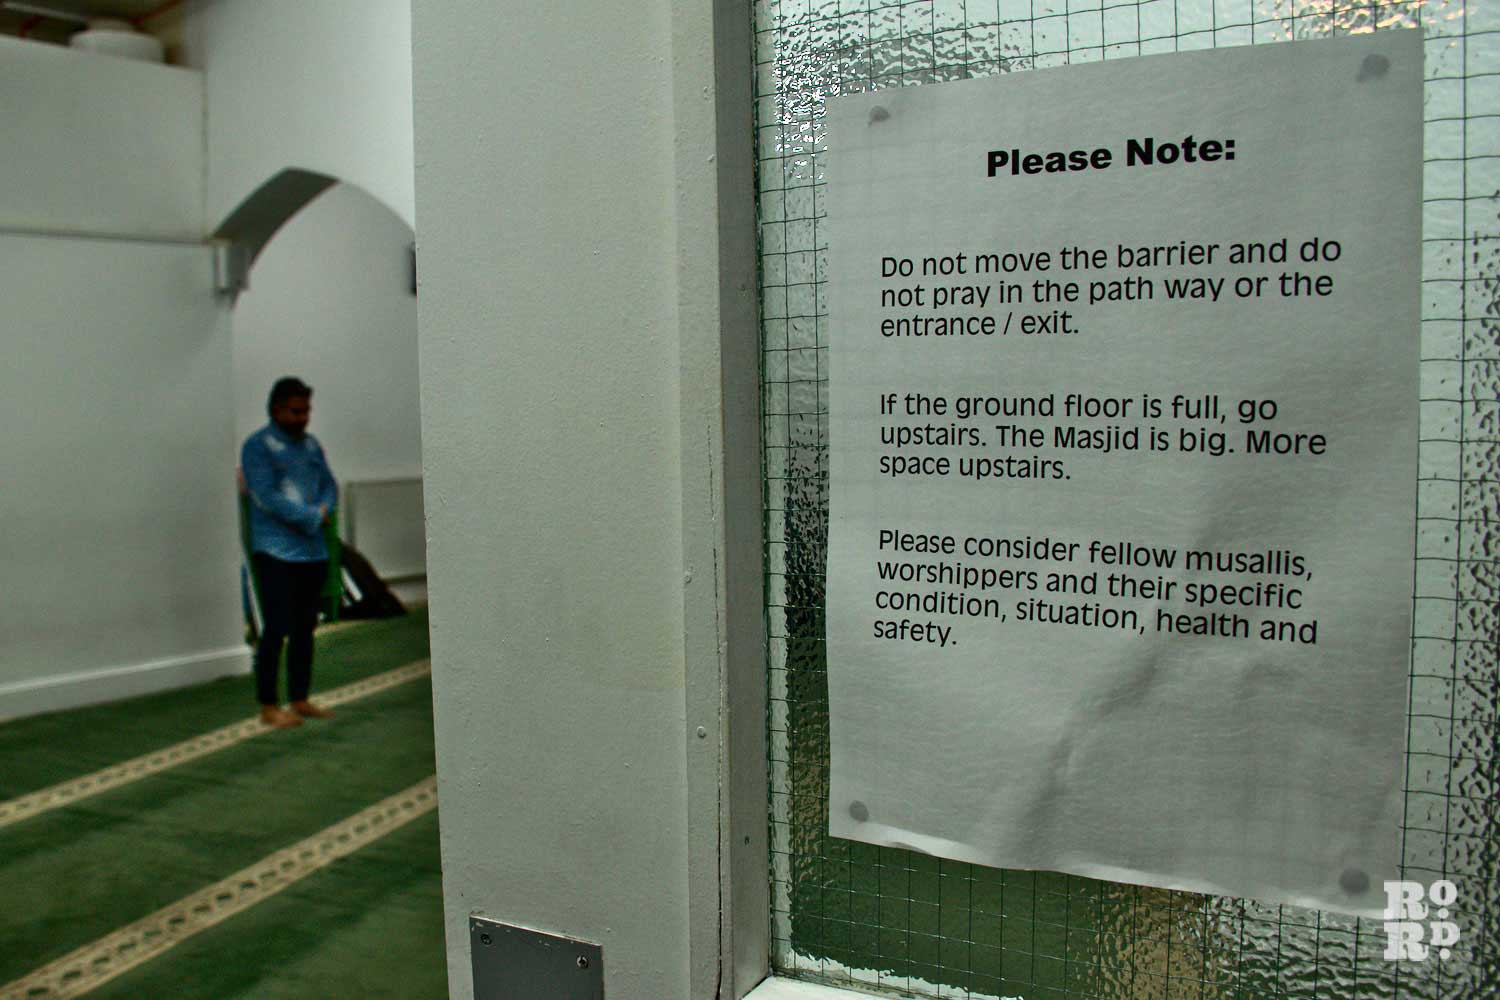 Please Note:
Do not move the barrier and do
not pray in the path way or the
entrance / exit.
If the ground floor is full, go
upstairs. The Masjid is big. More
space upstairs.
Please consider fellow musallis,
worshippers and their specific
condition, situation, health and
safety.
RO.
RD.